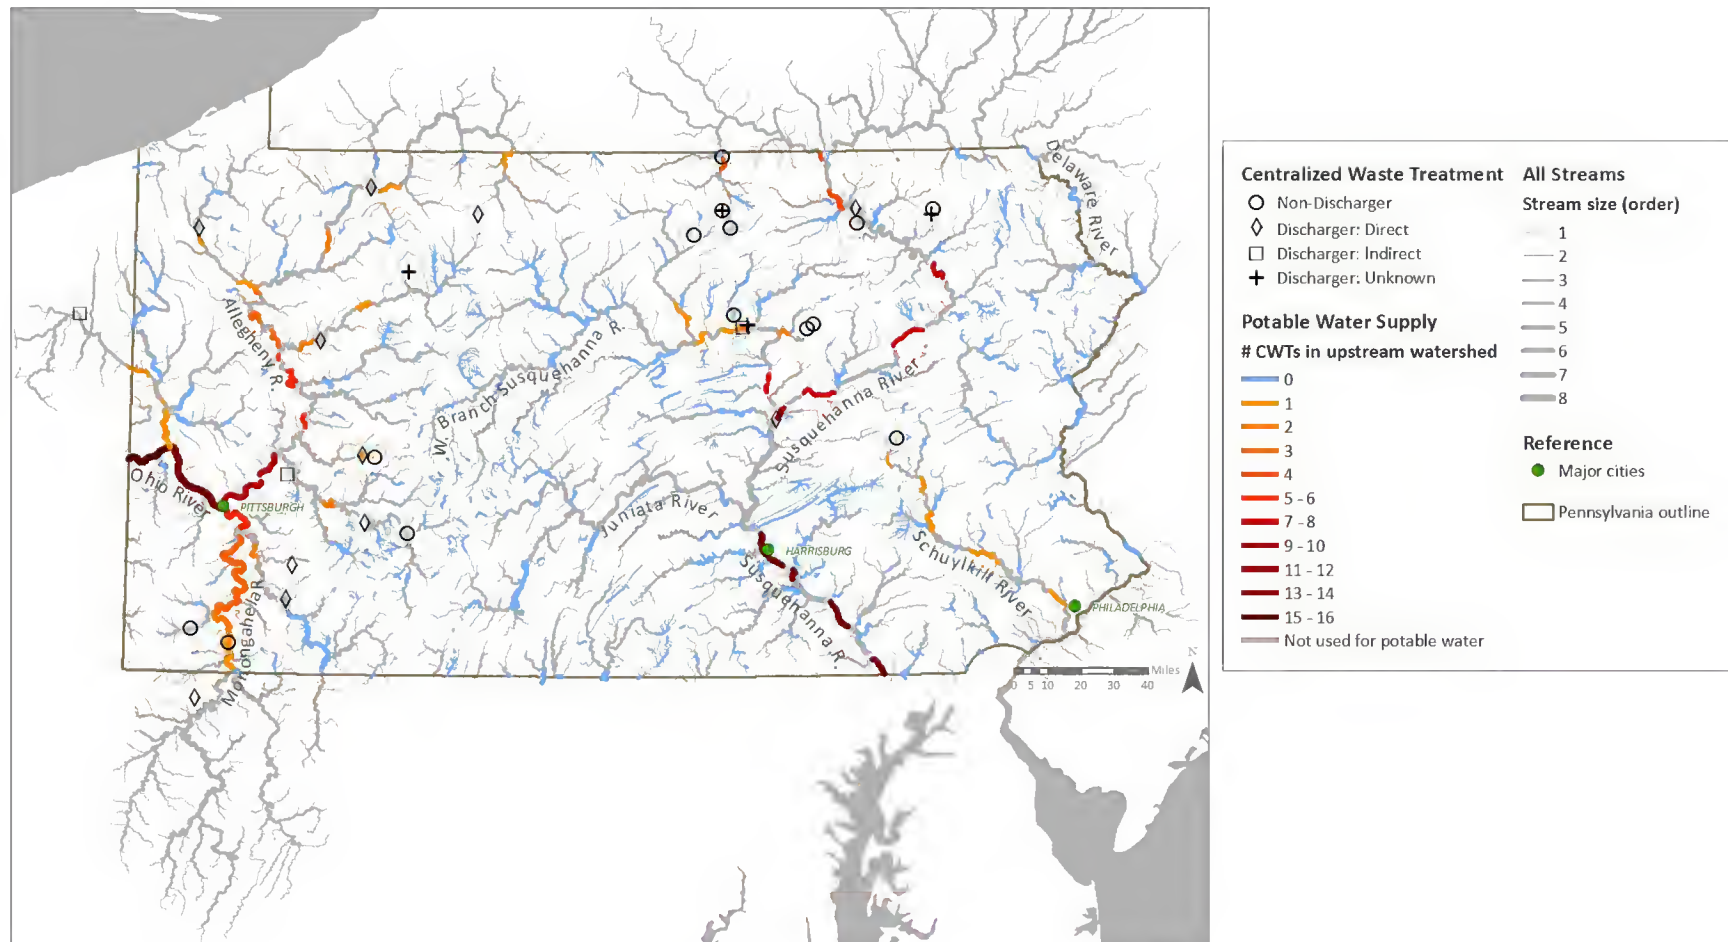 Delaware River
Allegheny R.
W. Branch Susquehanna R.
Susquehanna River
Ohio River
PITTSBURGH
Juniata River
HARRISBURG
Schuylkill River
Susquehanna R
PHILADELPHIA
Monongahela R
N
Miles
0 5 10 20 30 40
Centralized Waste Treatment
Non-Discharger
Discharger: Direct
Discharger: Indirect
Discharger: Unknown
Potable Water Supply
# CWTs in upstream watershed
0
1
2
3
4
5 - 6
7 - 8
9 - 10
11 - 12
13 - 14
15 - 16
Not used for potable water
All Streams
Stream size (order)
1
2
3
4
5
6
7
8
Reference
Major cities
Pennsylvania outline